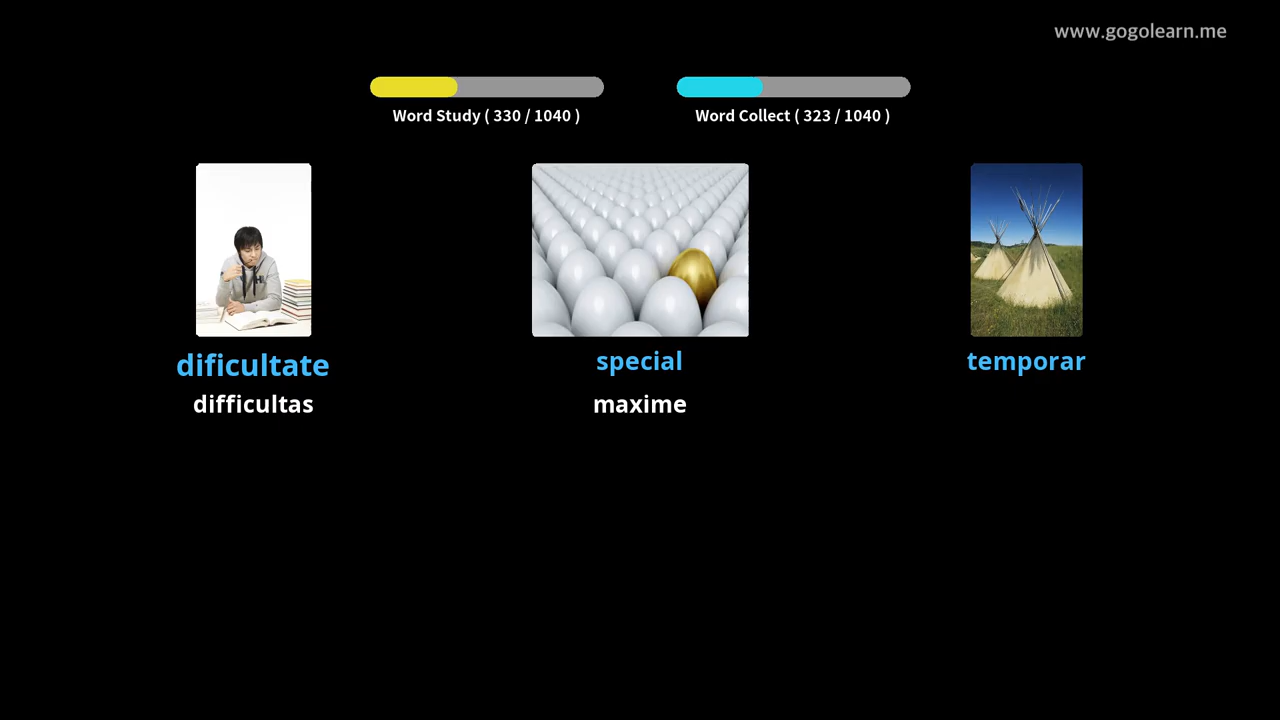 www.gogolearn.me
Word Study ( 330 / 1040 )
Word Collect ( 323 / 1040 )
dificultate
difficultas
special
maxime
temporar